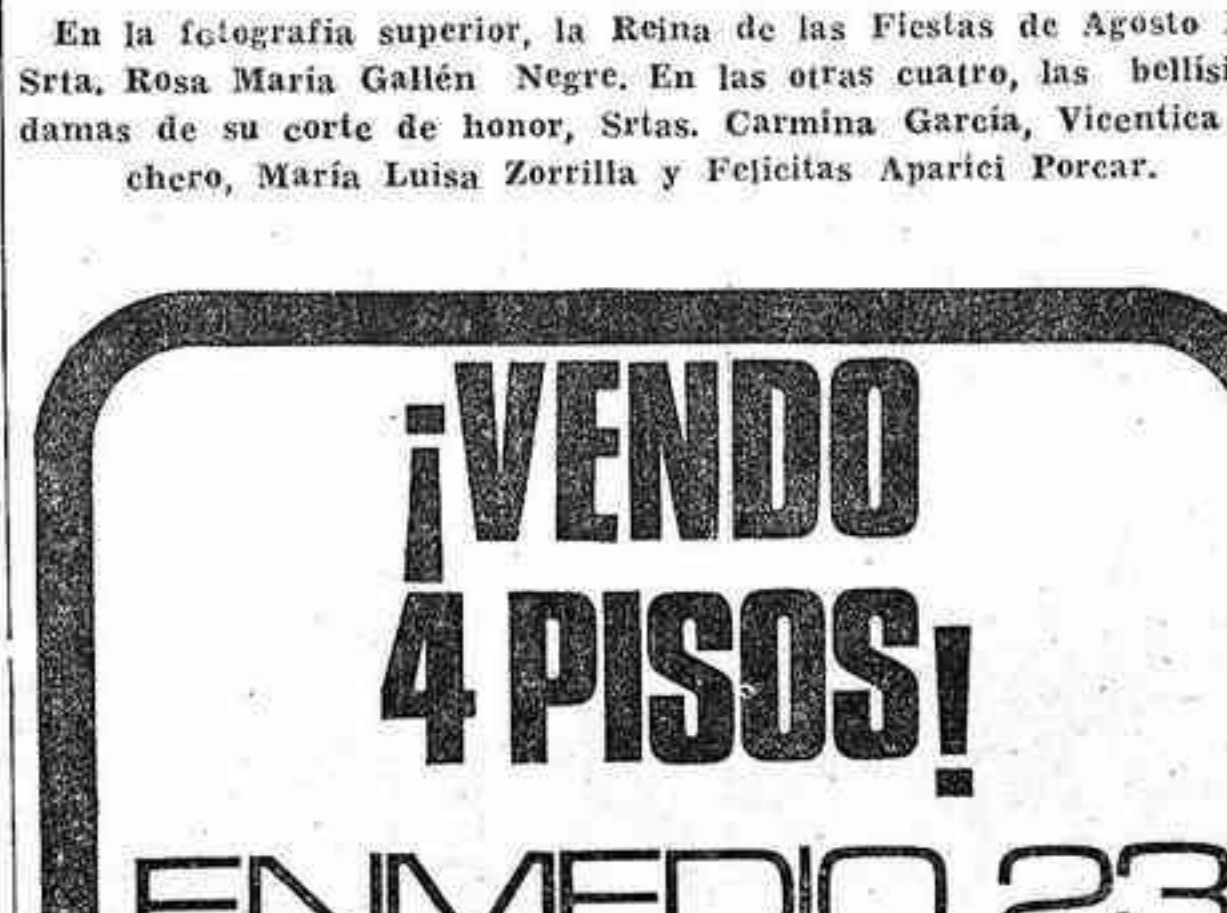 En la fotografia superior, la Reina de las Fiestas de Agosto
Srta. Rosa María Gallén Negre. En las otras cuatro, las bellisi
damas de su corte de honor, Srtas. Carmina García, Vicentica
chero, María Luisa Zorrilla y Felicitas Aparici Porcar.
¡VENDO
4 PISOS!
ENMEDIO 23